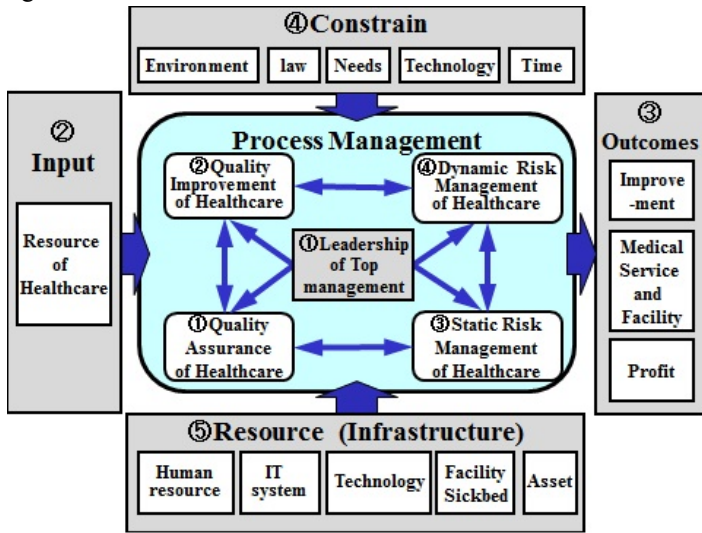 ④Constrain
Environment
law
Needs
Technology
Time
②
Input
Resource
of
Healthcare
Process Management
②Quality
Improvement
of Healthcare
④Dynamic Risk
Management
of Healthcare
①Leadership
of Top
management
①Quality
Assurance
of Healthcare
③Static Risk
Management
of Healthcare
③
Outcomes
Improve
-ment
Medical
Service
and
Facility
Profit
⑤Resource (Infrastructure)
Human
resource
IT
system
Technology
Facility
Sickbed
Asset